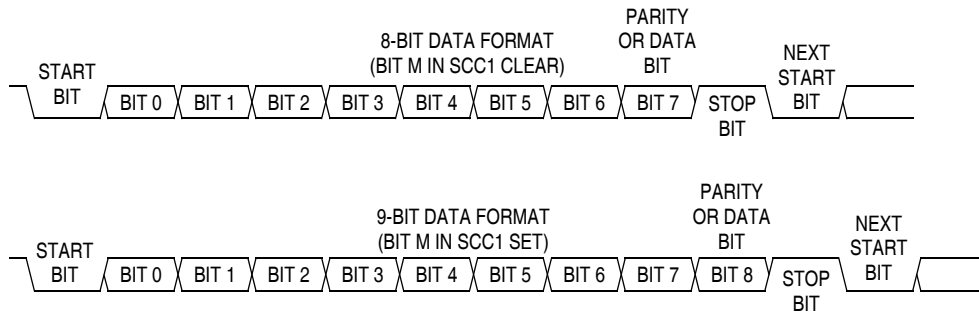 8-BIT DATA FORMAT
(BIT M IN SCC1 CLEAR)
PARITY
OR DATA
BIT
START
BIT
BIT 0
BIT 1
BIT 2
BIT 3
BIT 4
BIT 5
BIT 6
BIT 7
STOP
BIT
NEXT
START
BIT
9-BIT DATA FORMAT
(BIT M IN SCC1 SET)
PARITY
OR DATA
BIT
START
BIT
BIT 0
BIT 1
BIT 2
BIT 3
BIT 4
BIT 5
BIT 6
BIT 7
BIT 8
STOP
BIT
NEXT
START
BIT